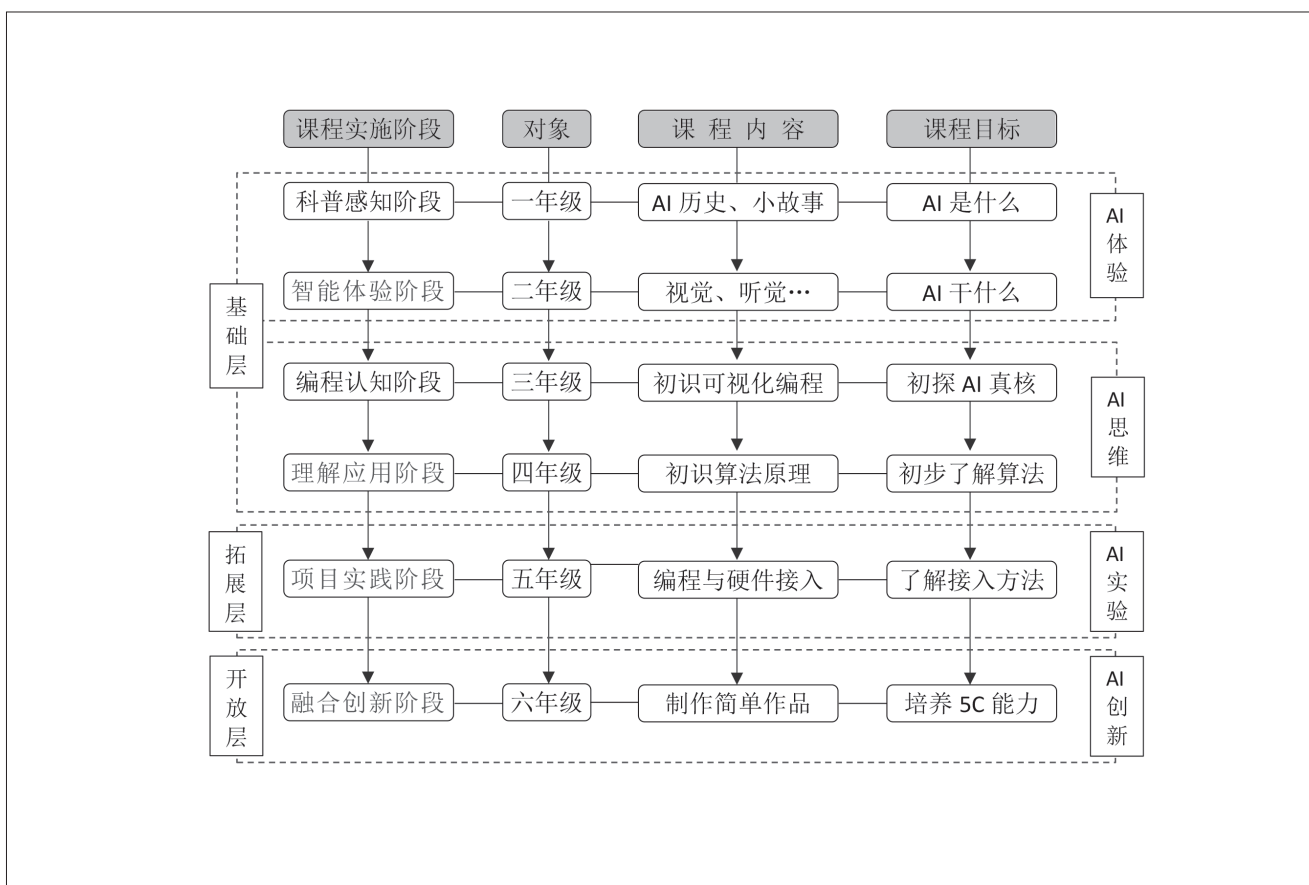 课程实施阶段 对象 课 程 内 容 课程目标
科普感知阶段 一年级 AI 历史、小故事 AI 是什么
AI体验
智能体验阶段 二年级 视觉、听觉… AI 干什么
基础层
编程认知阶段 三年级 初识可视化编程 初探 AI 真核
AI思维
理解应用阶段 四年级 初识算法原理 初步了解算法
拓展层
项目实践阶段 五年级 编程与硬件接入 了解接入方法
AI实验
开放层
融合创新阶段 六年级 制作简单作品 培养 5C 能力
AI创新